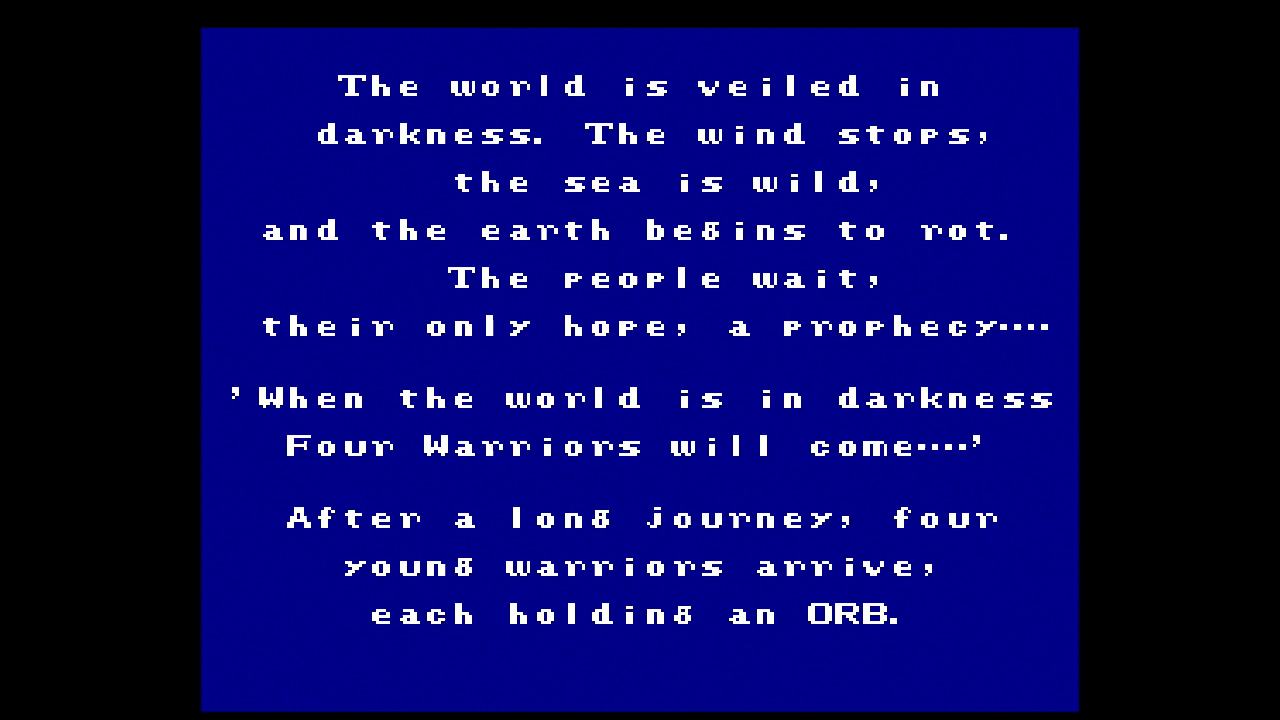 The world is veiled in
darkness. The wind stops,
the sea is wild,
and the earth begins to rot.
The people wait,
their only hope, a prophecy....
'When the world is in darkness
Four Warriors will come....'
After a long journey, four
young warriors arrive,
each holding an ORB.